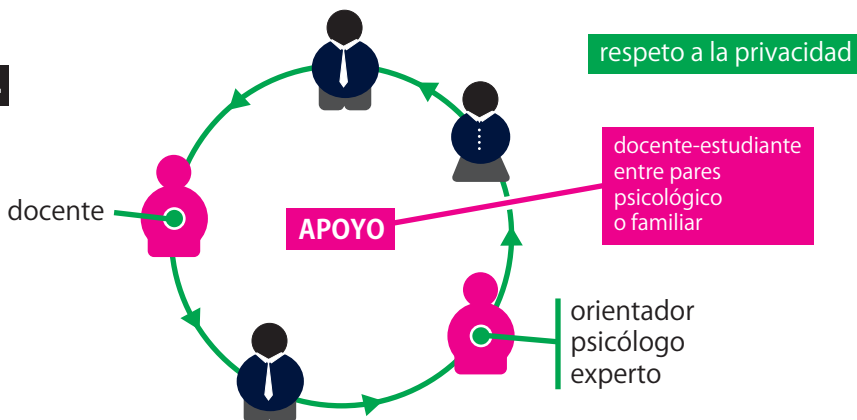 respeto a la privacidad
docente-estudiante
entre pares
psicológico
o familiar
docente
APOYO
orientador
psicólogo
experto